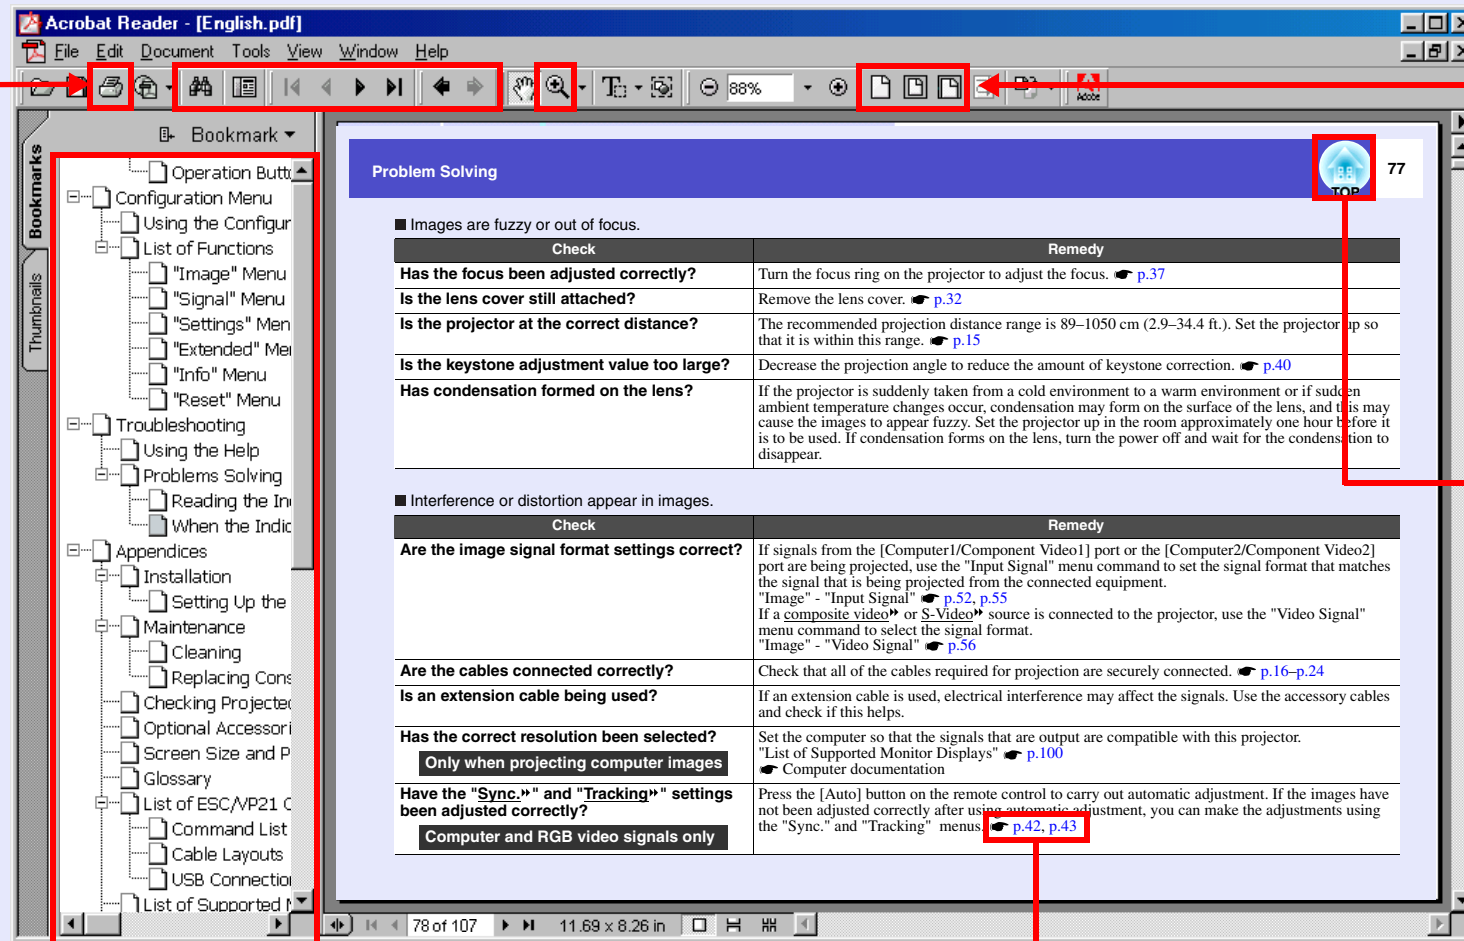 Acrobat Reader - [English.pdf]
File Edit Document Tools View Window Help
88%
Adobe
Bookmarks
Thumbnails
Bookmark
Operation Butt
Configuration Menu
Using the Configur
List of Functions
"Image" Menu
"Signal" Menu
"Settings" Men
"Extended" Me
"Info" Menu
"Reset" Menu
Troubleshooting
Using the Help
Problems Solving
Reading the In
When the Indic
Appendices
Installation
Setting Up the
Maintenance
Cleaning
Replacing Cons
Checking Projected
Optional Accessori
Screen Size and P
Glossary
List of ESC/VP21 C
Command List
Cable Layouts
USB Connection
List of Supported M
Problem Solving
TOP
77
■ Images are fuzzy or out of focus.
Check Remedy
Has the focus been adjusted correctly? Turn the focus ring on the projector to adjust the focus. ☛ p.37
Is the lens cover still attached? Remove the lens cover. ☛ p.32
Is the projector at the correct distance? The recommended projection distance range is 89–1050 cm (2.9–34.4 ft.). Set the projector up so
that it is within this range. ☛ p.15
Is the keystone adjustment value too large? Decrease the projection angle to reduce the amount of keystone correction. ☛ p.40
Has condensation formed on the lens? If the projector is suddenly taken from a cold environment to a warm environment or if sudden
ambient temperature changes occur, condensation may form on the surface of the lens, and this may
cause the images to appear fuzzy. Set the projector up in the room approximately one hour before it
is to be used. If condensation forms on the lens, turn the power off and wait for the condensation to
disappear.
■ Interference or distortion appear in images.
Check Remedy
Are the image signal format settings correct? If signals from the [Computer1/Component Video1] port or the [Computer2/Component Video2]
port are being projected, use the "Input Signal" menu command to set the signal format that matches
the signal that is being projected from the connected equipment.
"Image" - "Input Signal" ☛ p.52, p.55
If a composite video or S-Video source is connected to the projector, use the "Video Signal"
menu command to select the signal format.
"Image" - "Video Signal" ☛ p.56
Are the cables connected correctly? Check that all of the cables required for projection are securely connected. ☛ p.16–p.24
Is an extension cable being used? If an extension cable is used, electrical interference may affect the signals. Use the accessory cables
and check if this helps.
Has the correct resolution been selected?
Only when projecting computer images
Set the computer so that the signals that are output are compatible with this projector.
"List of Supported Monitor Displays" ☛ p.100
☛ Computer documentation
Have the "Sync." and "Tracking" settings
been adjusted correctly?
Computer and RGB video signals only
Press the [Auto] button on the remote control to carry out automatic adjustment. If the images have
not been adjusted correctly after using automatic adjustment, you can make the adjustments using
the "Sync." and "Tracking" menus. ☛ p.42, p.43
78 of 107 11.69 x 8.26 in